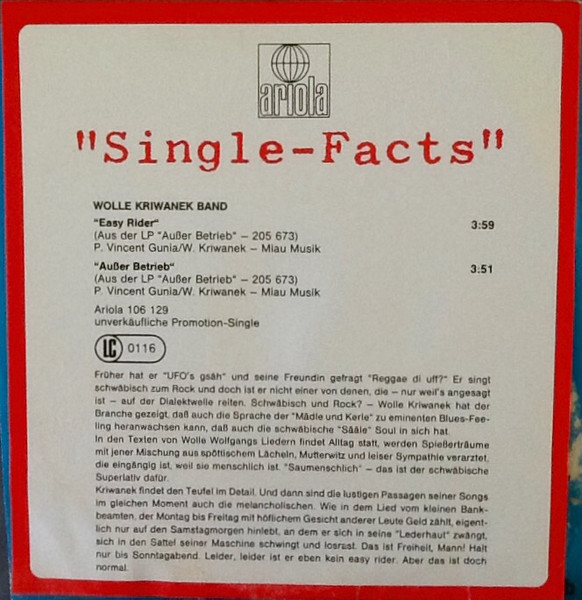 ariola
"Single-Facts"
WOLLE KRIWANEK BAND
"Easy Rider" 3:59
(Aus der LP "Außer Betrieb" – 205 673)
P. Vincent Gunia/W. Kriwanek – Miau Musik
"Außer Betrieb" 3:51
(Aus der LP "Außer Betrieb" – 205 673)
P. Vincent Gunia/W. Kriwanek – Miau Musik
Ariola 106 129
unverkäufliche Promotion-Single
LC 0116
Früher hat er "UFO's gsäh" und seine Freundin gefragt "Reggae di uff?" Er singt
schwäbisch zum Rock und doch ist er nicht einer von denen, die – nur weil's angesagt
ist – auf der Dialektwelle reiten. Schwäbisch und Rock? – Wolle Kriwanek hat der
Branche gezeigt, daß auch die Sprache der "Mädle und Kerle" zu eminenten Blues-Fee-
ling heranwachsen kann, daß auch die schwäbische "Sääle" Soul in sich hat.
In den Texten von Wolle Wolfgangs Liedern findet Alltag statt, werden Spießerträume
mit jener Mischung aus spöttischem Lächeln, Mutterwitz und leiser Sympathie verarztet,
die eingängig ist, weil sie menschlich ist. "Saumenschlich" – das ist der schwäbische
Superlativ dafür.
Kriwanek findet den Teufel im Detail. Und dann sind die lustigen Passagen seiner Songs
im gleichen Moment auch die melancholischen. Wie in dem Lied vom kleinen Bank-
beamten, der Montag bis Freitag mit höflichem Gesicht anderer Leute Geld zählt, eigent-
lich nur auf den Samstagmorgen hinlebt, an dem er sich in seine "Lederhaut" zwängt,
sich in den Sattel seiner Maschine schwingt und losrast. Das ist Freiheit, Mann! Halt
nur bis Sonntagabend. Leider, leider ist er eben kein easy rider. Aber das ist doch
normal.